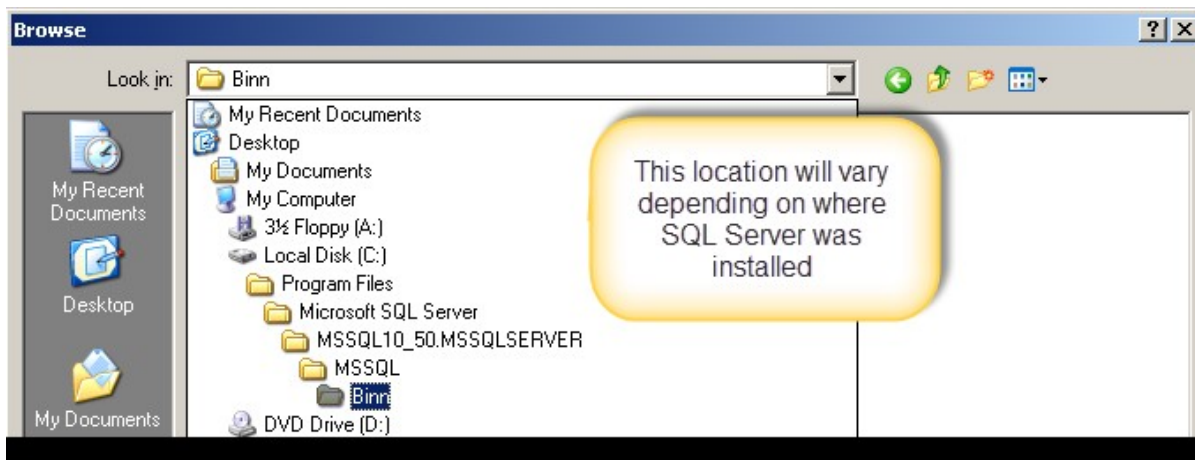 Browse
Look in:
Binn
My Recent Documents
Desktop
My Documents
My Computer
3½ Floppy (A:)
Local Disk (C:)
Program Files
Microsoft SQL Server
MSSQL10_50.MSSQLSERVER
MSSQL
Binn
DVD Drive (D:)
My Recent
Documents
Desktop
My Documents
This location will vary
depending on where
SQL Server was
installed